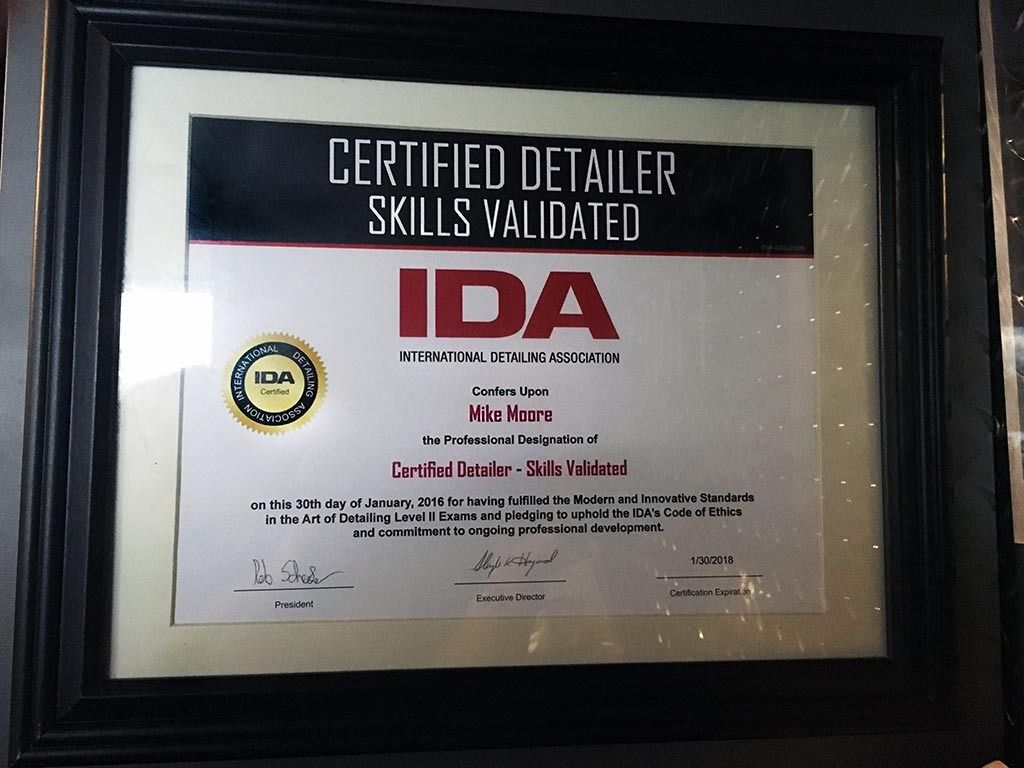 CERTIFIED DETAILER
SKILLS VALIDATED
the-ida.com
IDA
INTERNATIONAL DETAILING ASSOCIATION
INTERNATIONAL DETAILING ASSOCIATION
IDA
Certified
Confers Upon
Mike Moore
the Professional Designation of
Certified Detailer - Skills Validated
on this 30th day of January, 2016 for having fulfilled the Modern and Innovative Standards
in the Art of Detailing Level II Exams and pledging to uphold the IDA's Code of Ethics
and commitment to ongoing professional development.
1/30/2018
President
Executive Director
Certification Expiration